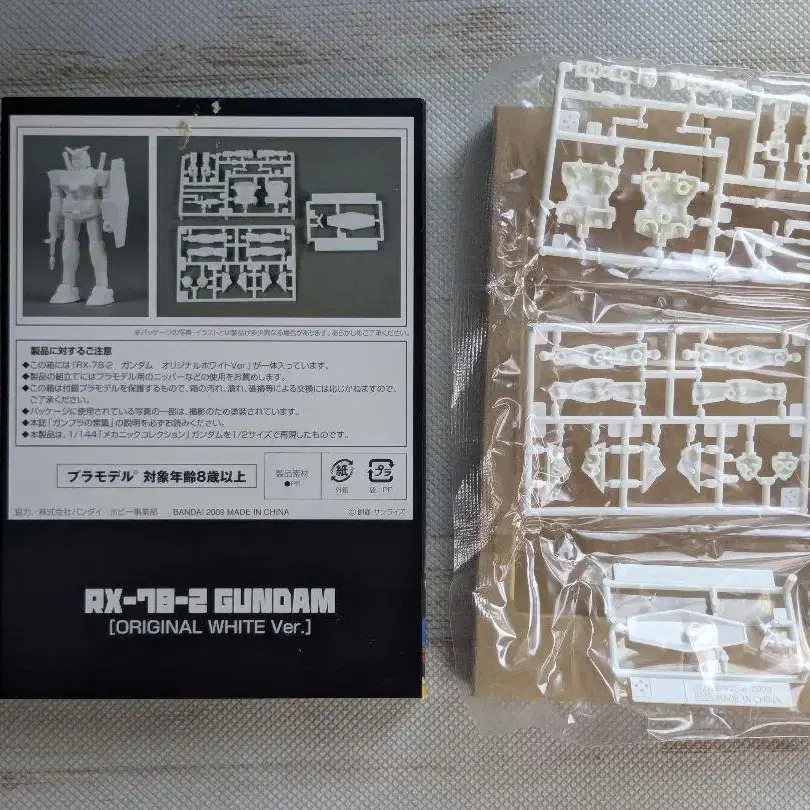 ※パッケージの写真・イラストとは製品が多少異なる場合があります。あらかじめご了承ください。
製品に対するご注意
◆この箱には「RX-78-2 ガンダム オリジナルホワイトVer.」が一体入っています。
◆製品の組立てにはプラモデル用のニッパーなどの使用をお薦めします。
◆この箱は付録プラモデルを保護するもので、箱の汚れ、潰れ、破損等による交換には応じかねますので、
ご了承ください。
◆パッケージに使用されている写真の一部は、撮影のため塗装されています。
◆本誌「ガンプラの常識」の説明を必ずお読みください。
◆本製品は、1/144「メカニックコレクション」ガンダムを1/2サイズで再現したものです。
プラモデル® 対象年齢8歳以上
製品素材
●PS
紙
外箱
プラ
袋:PP
協力/株式会社バンダイ ホビー事業部 BANDAI 2009 MADE IN CHINA ©創通・サンライズ
RX-78-2 GUNDAM
[ORIGINAL WHITE Ver.]
2009
MADE IN CHINA